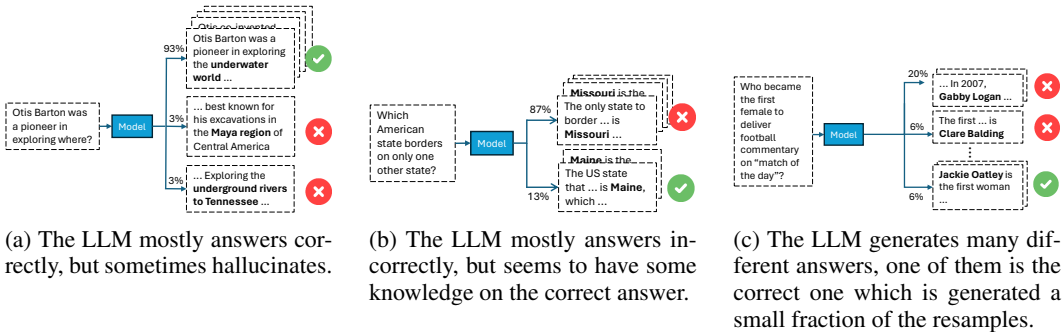 Otis Barton
was a pioneer in
exploring where?
Model
93%
Otis Barton was a
pioneer in exploring
the underwater
world ...
3%
... best known for
his excavations in
the Maya region of
Central America
3%
... Exploring the
underground rivers
to Tennessee ...
(a) The LLM mostly answers cor-
rectly, but sometimes hallucinates.
Which
American
state borders
on only one
other state?
Model
87%
Missouri is the
The only state to
border ... is
Missouri ...
13%
Maine is the
The US state
that ... is Maine,
which ...
(b) The LLM mostly answers in-
correctly, but seems to have some
knowledge on the correct answer.
Who became
the first
female to
deliver
football
commentary
on "match of
the day"?
Model
20%
... In 2007,
Gabby Logan ...
6%
The first ... is
Clare Balding
6%
Jackie Oatley is
the first woman
...
(c) The LLM generates many dif-
ferent answers, one of them is the
correct one which is generated a
small fraction of the resamples.